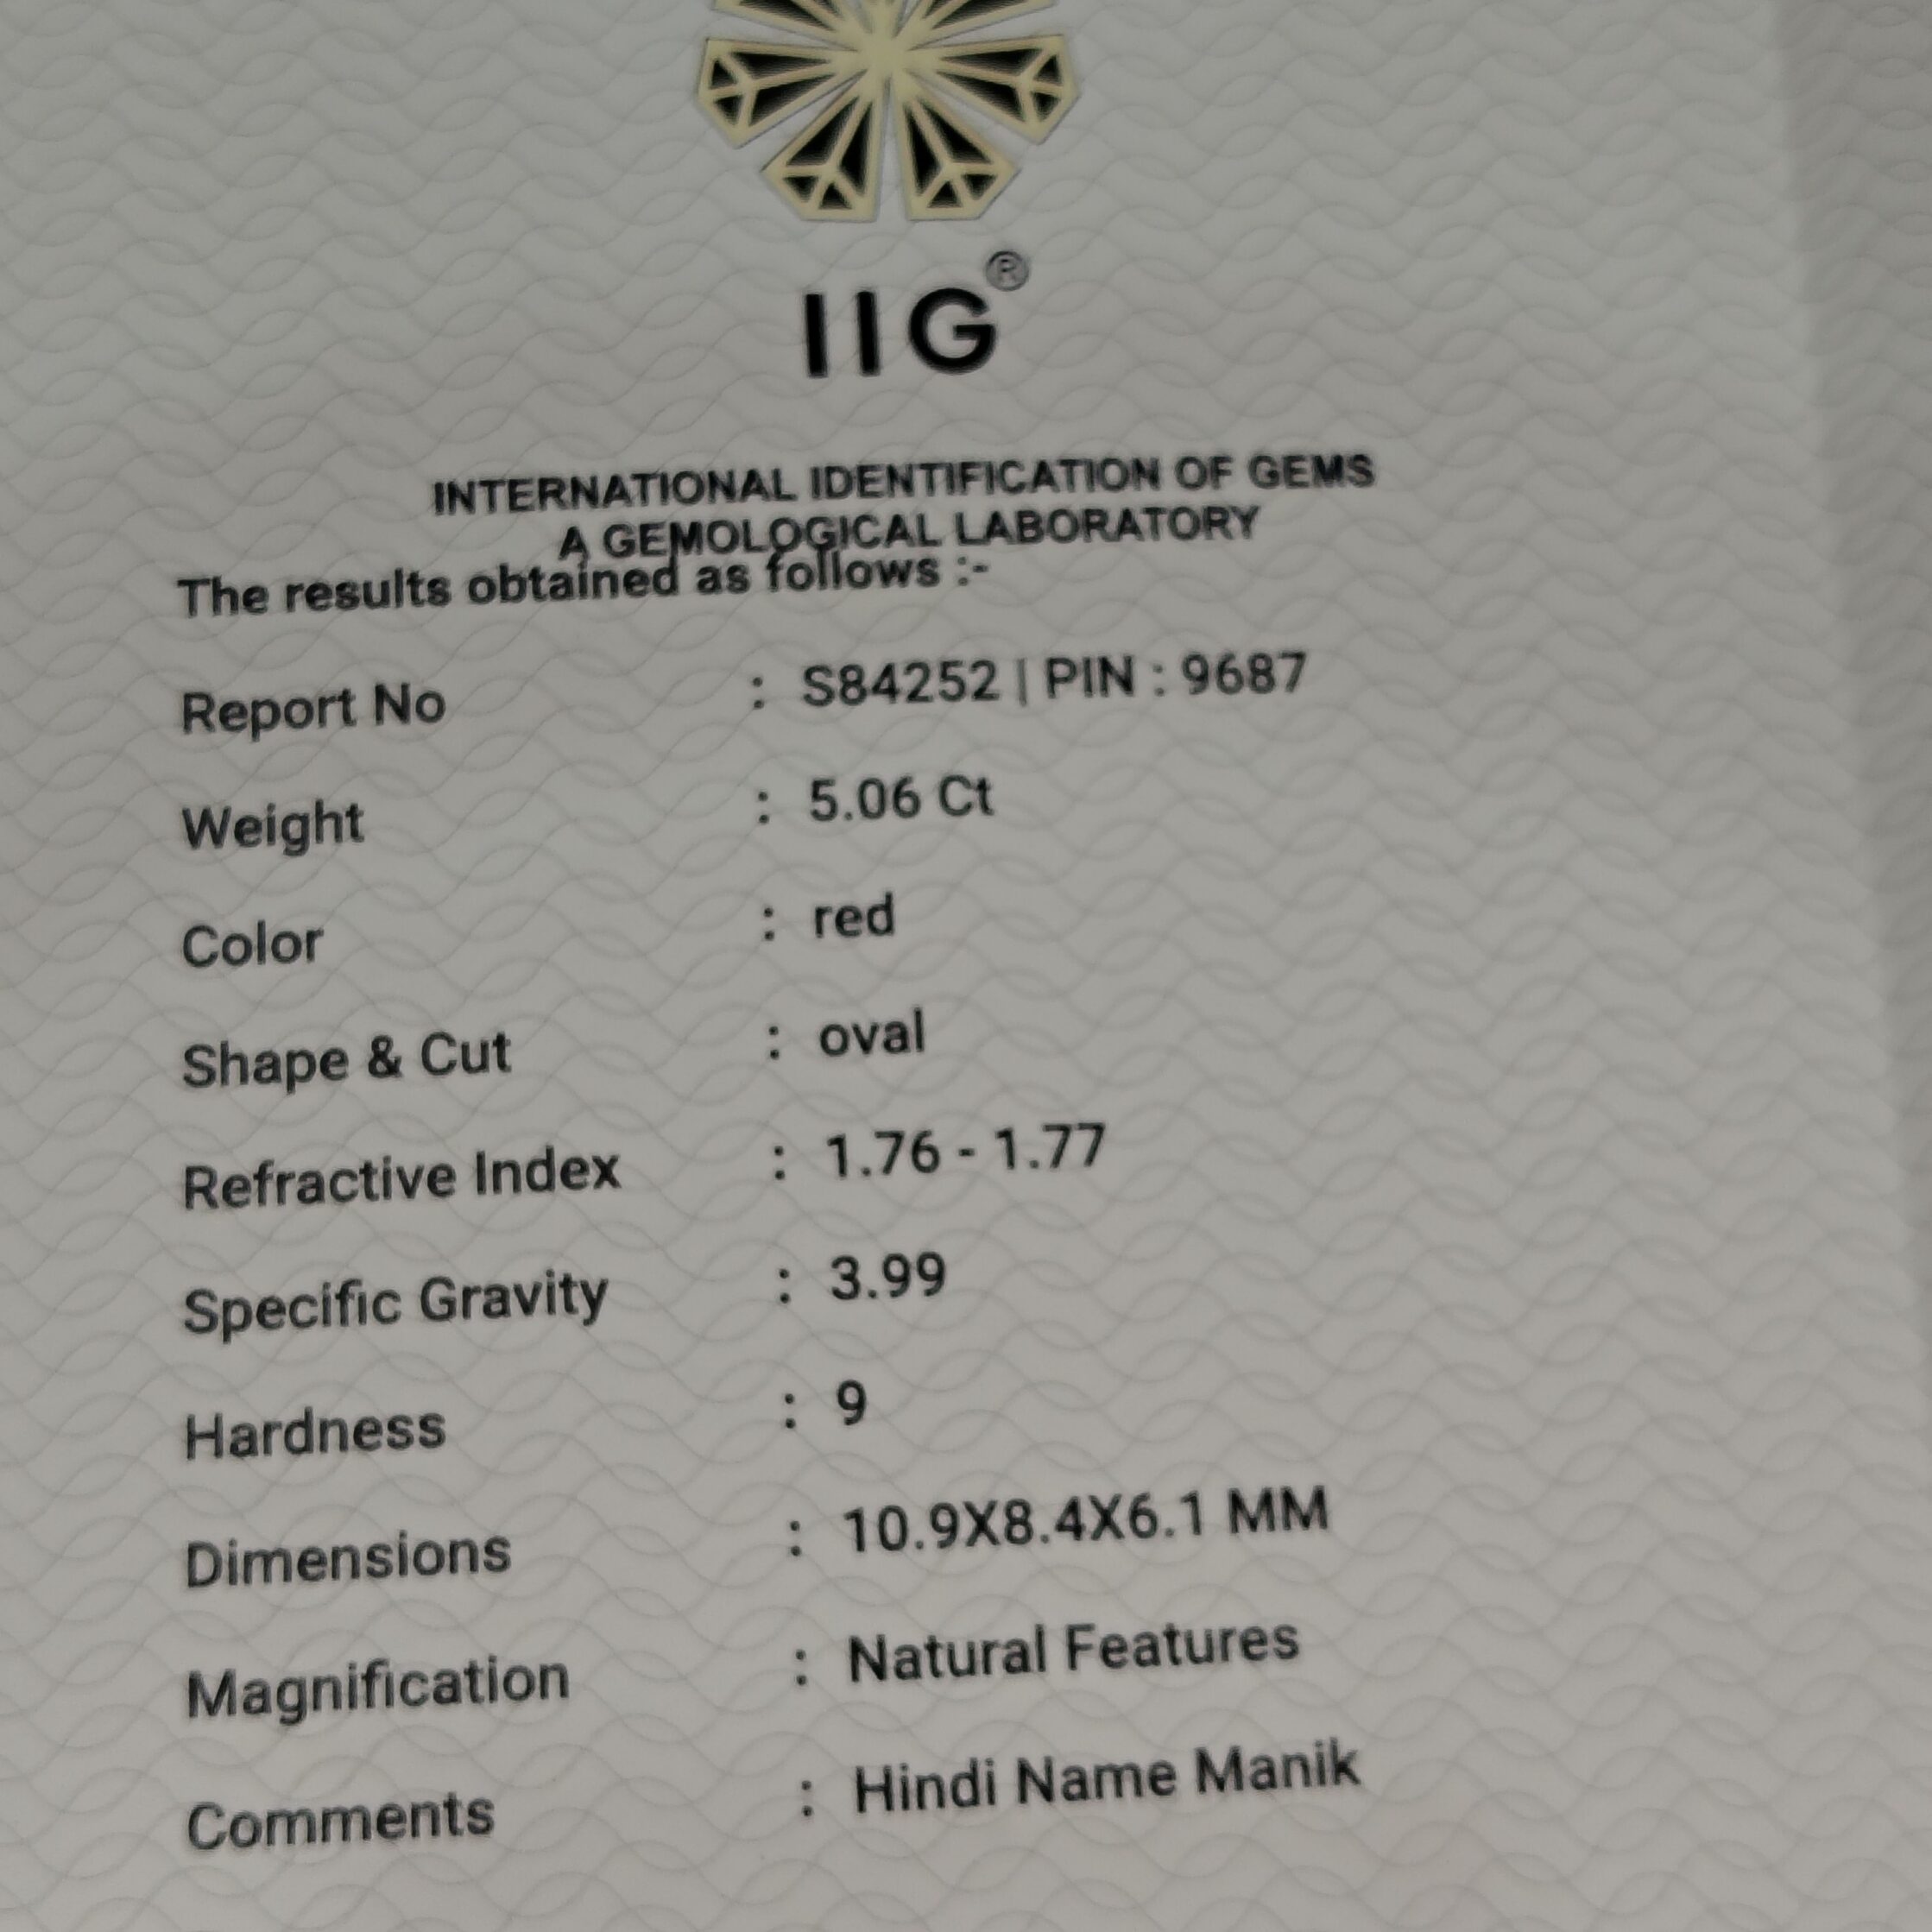 IIG®
INTERNATIONAL IDENTIFICATION OF GEMS
A GEMOLOGICAL LABORATORY
The results obtained as follows :-
Report No : S84252 | PIN : 9687
Weight : 5.06 Ct
Color : red
Shape & Cut : oval
Refractive Index : 1.76 - 1.77
Specific Gravity : 3.99
Hardness : 9
Dimensions : 10.9X8.4X6.1 MM
Magnification : Natural Features
Comments : Hindi Name Manik